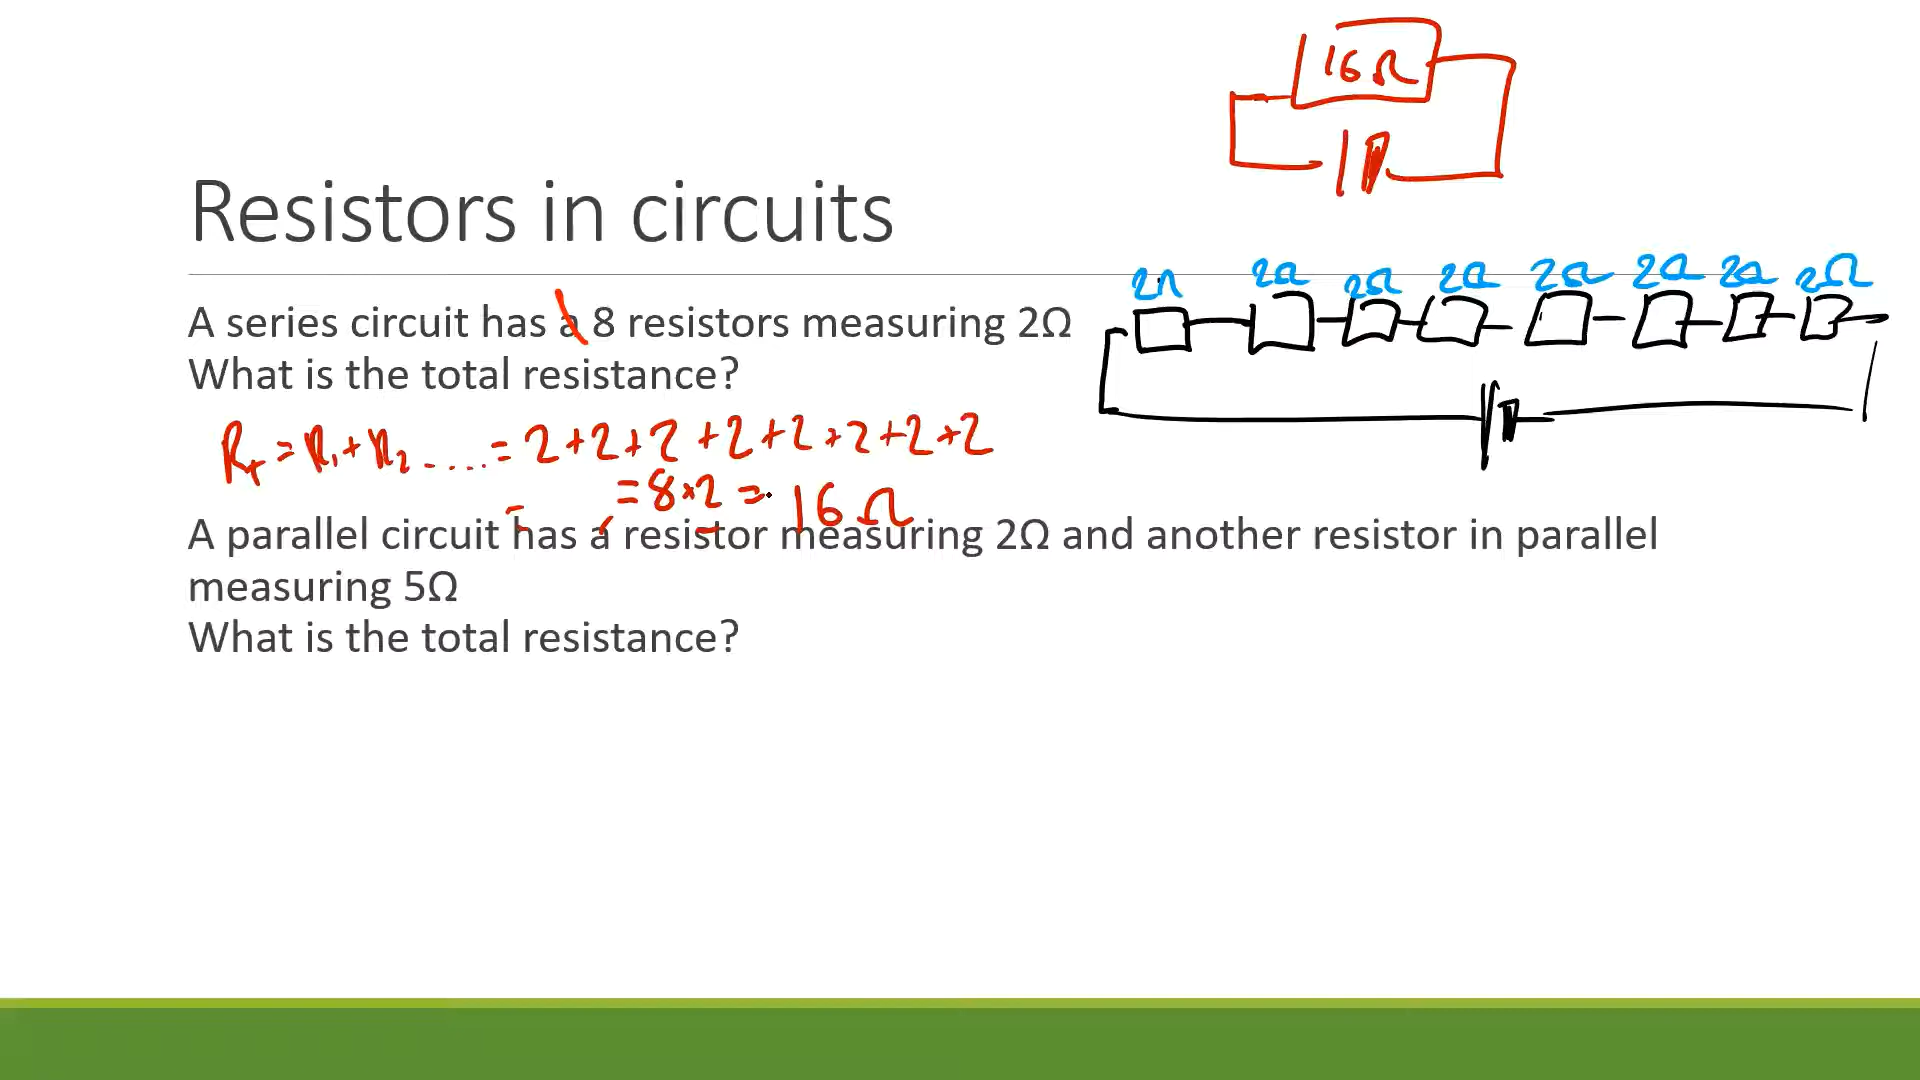 16Ω
Resistors in circuits
2Ω 2Ω 2Ω 2Ω 2Ω 2Ω 2Ω 2Ω
A series circuit has a 8 resistors measuring 2Ω
What is the total resistance?
R_T = R₁ + R₂ ..... = 2+2+2+2+2+2+2+2
= 8×2 = 16Ω
A parallel circuit has a resistor measuring 2Ω and another resistor in parallel
measuring 5Ω
What is the total resistance?